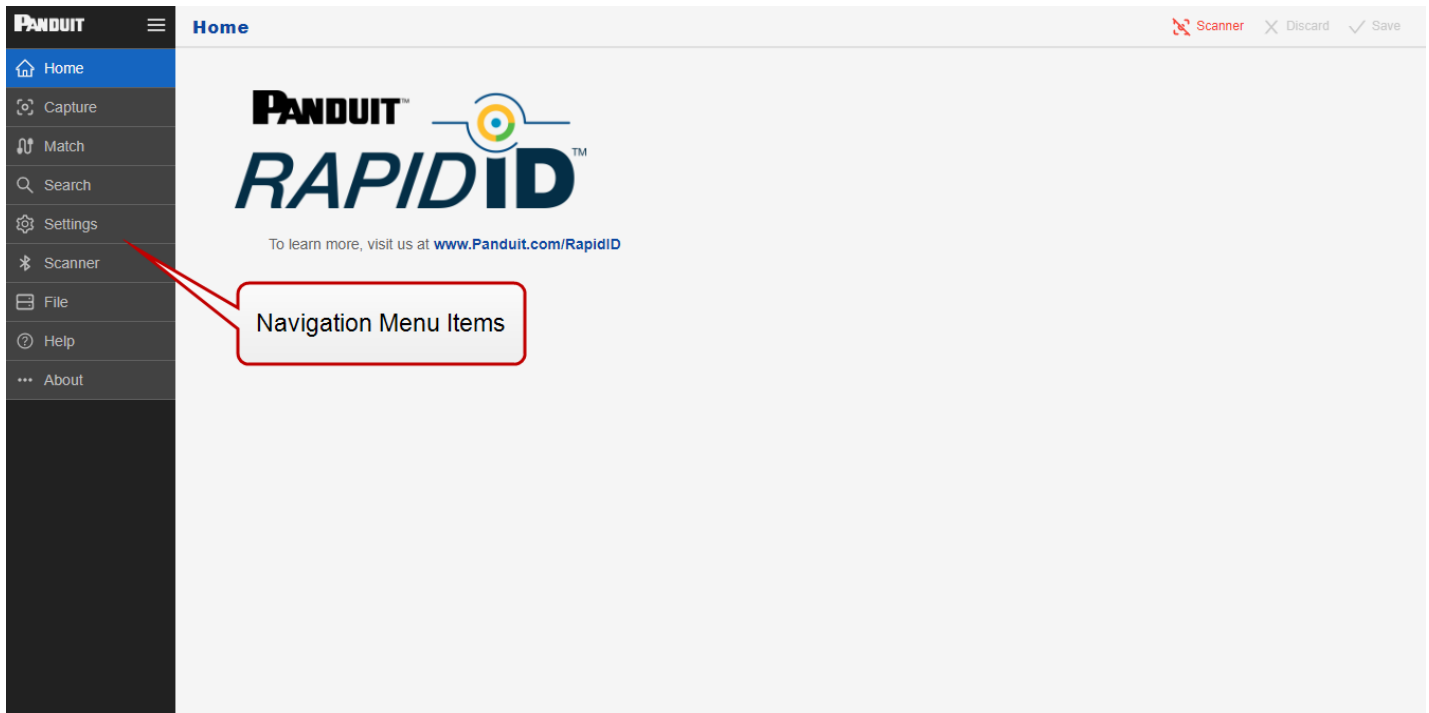 PANDUIT
Home
Scanner
Discard
Save
Home
Capture
Match
Search
Settings
Scanner
File
Help
About
PANDUIT™
RAPIDID™
To learn more, visit us at www.Panduit.com/RapidID
Navigation Menu Items